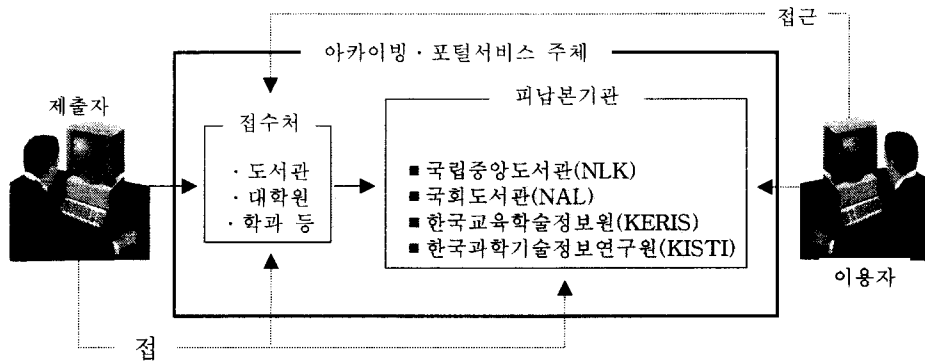 접근
아카이빙 · 포털서비스 주체
제출자
접수처
· 도서관
· 대학원
· 학과 등
피납본기관
■ 국립중앙도서관(NLK)
■ 국회도서관(NAL)
■ 한국교육학술정보원(KERIS)
■ 한국과학기술정보연구원(KISTI)
이용자
접